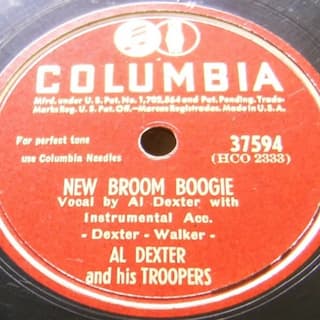 COLUMBIA
Mfrd. under U. S. Pat. No. 1,702,564 and Pat. Pending. Trade-
Marks Reg. U. S. Pat. Off.-Marcas Registradas. Made in U.S.A.
For perfect tone
use Columbia Needles
37594
(HCO 2333)
NEW BROOM BOOGIE
Vocal by Al Dexter with
Instrumental Acc.
- Dexter - Walker -
AL DEXTER
and his TROOPERS